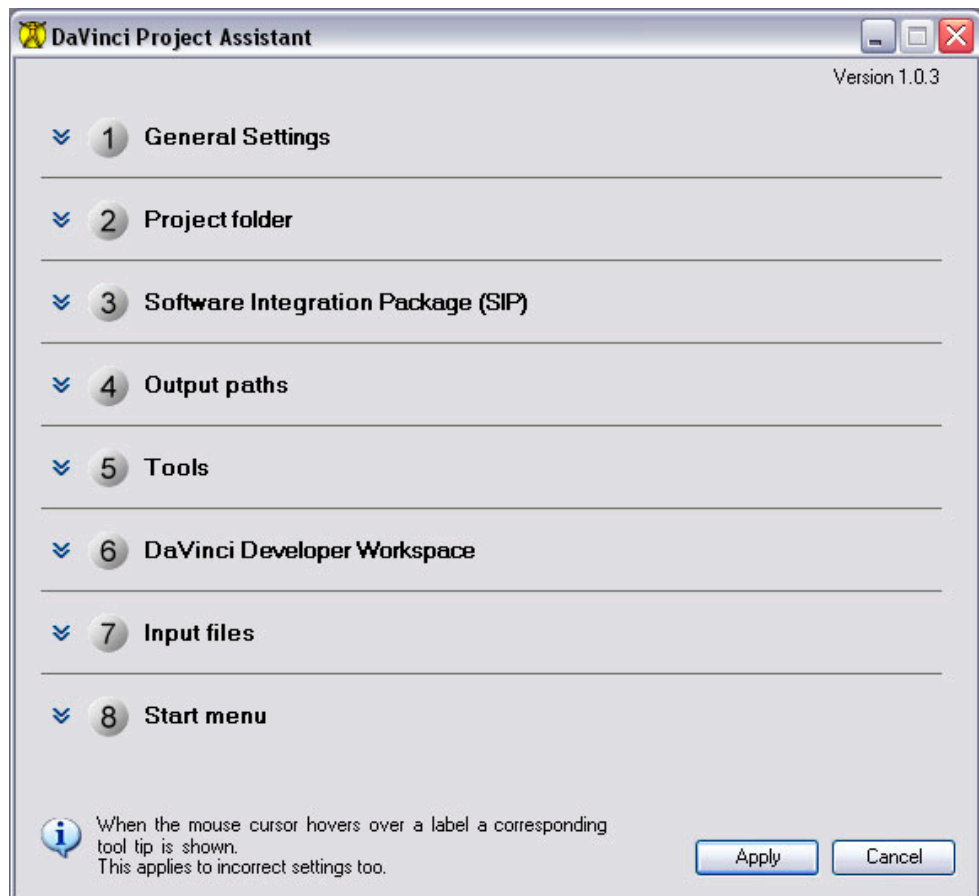 DaVinci Project Assistant
Version 1.0.3
1 General Settings
2 Project folder
3 Software Integration Package (SIP)
4 Output paths
5 Tools
6 DaVinci Developer Workspace
7 Input files
8 Start menu
When the mouse cursor hovers over a label a corresponding
tool tip is shown.
This applies to incorrect settings too.
Apply Cancel